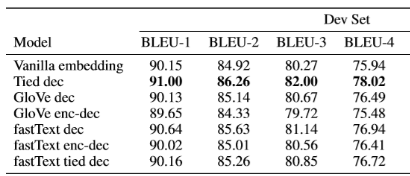 Dev Set
Model BLEU-1 BLEU-2 BLEU-3 BLEU-4
Vanilla embedding 90.15 84.92 80.27 75.94
Tied dec 91.00 86.26 82.00 78.02
GloVe dec 90.13 85.14 80.67 76.49
GloVe enc-dec 89.65 84.33 79.72 75.48
fastText dec 90.64 85.63 81.14 76.94
fastText enc-dec 90.02 85.01 80.56 76.41
fastText tied dec 90.16 85.26 80.85 76.72